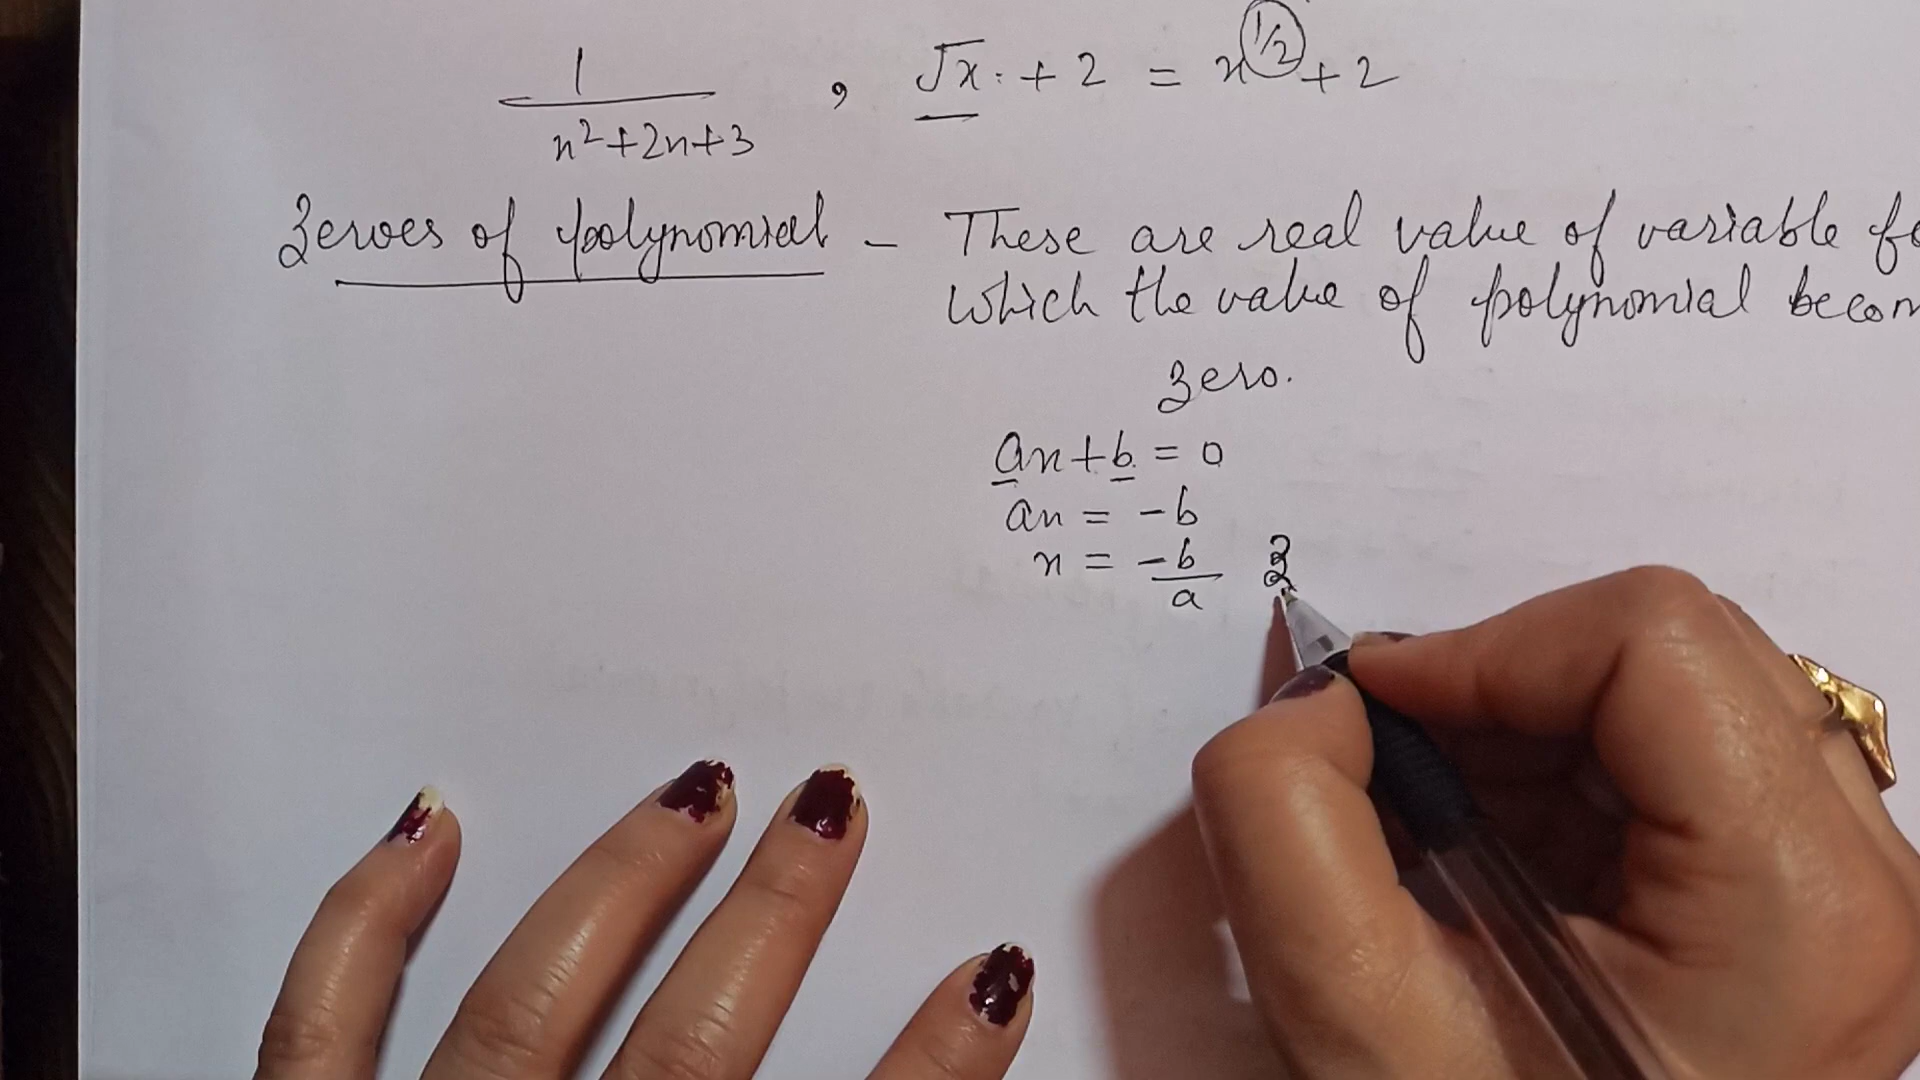 1/(x²+2x+3) , √x + 2 = x^(1/2) + 2
Zeroes of polynomial - These are real value of variable fo
which the value of polynomial becom
zero.
ax+b = 0
ax = -b
x = -b/a